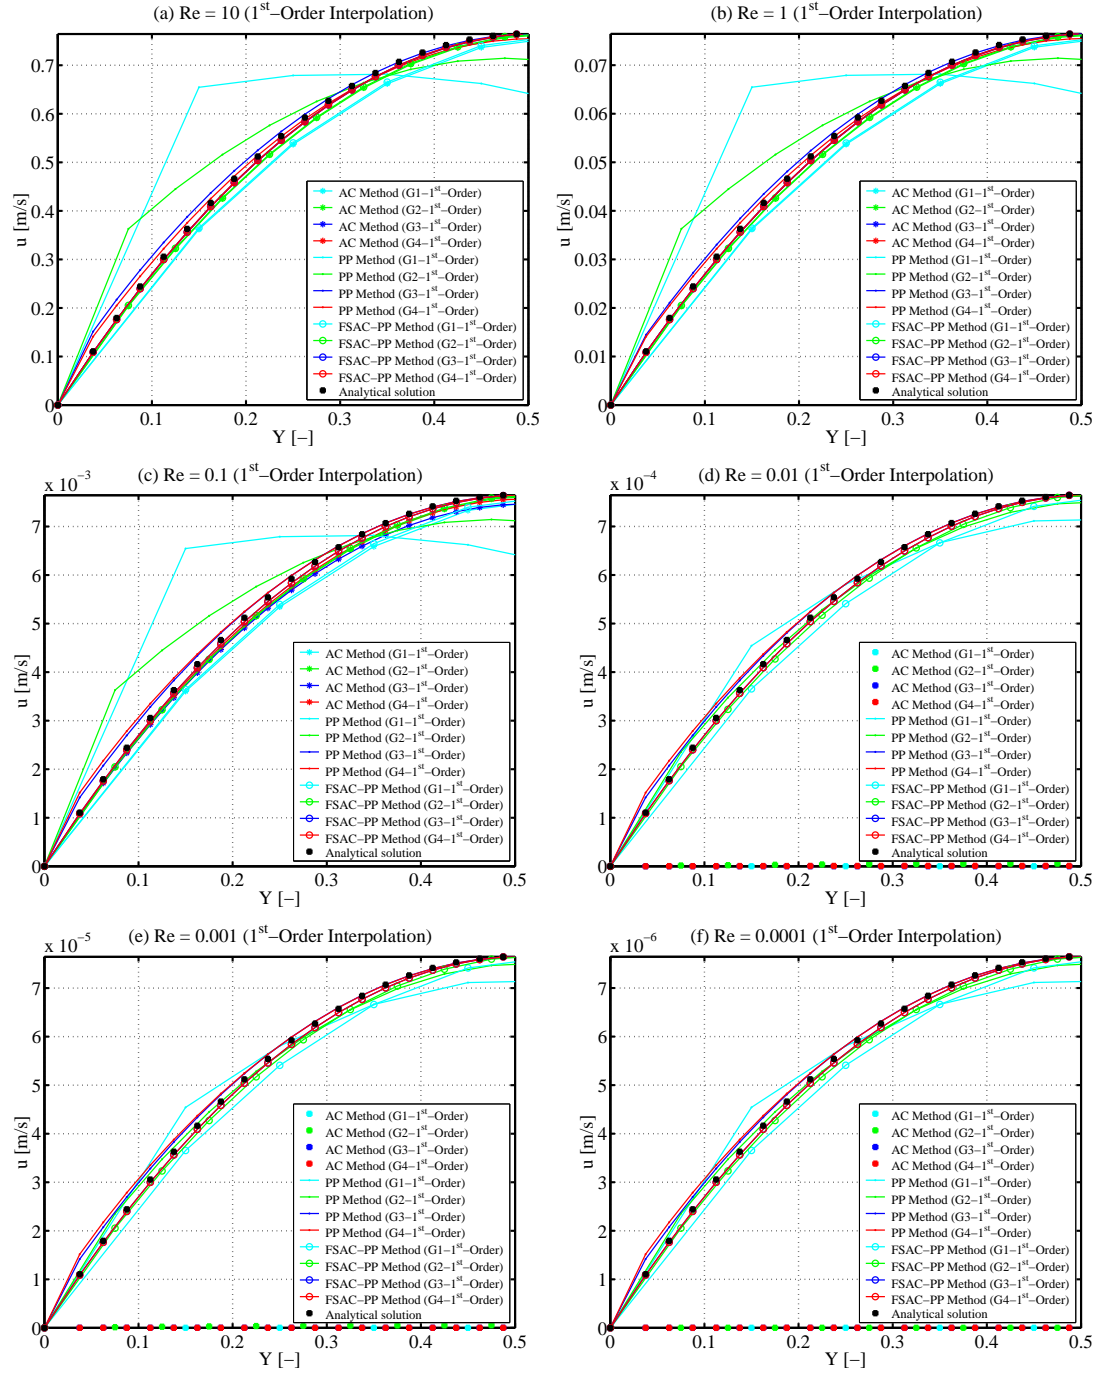 (a) Re = 10 (1st–Order Interpolation)
0.7
0.6
0.5
0.4
0.3
0.2
0.1
0
u [m/s]
0 0.1 0.2 0.3 0.4 0.5
Y [–]
AC Method (G1–1st–Order)
AC Method (G2–1st–Order)
AC Method (G3–1st–Order)
AC Method (G4–1st–Order)
PP Method (G1–1st–Order)
PP Method (G2–1st–Order)
PP Method (G3–1st–Order)
PP Method (G4–1st–Order)
FSAC–PP Method (G1–1st–Order)
FSAC–PP Method (G2–1st–Order)
FSAC–PP Method (G3–1st–Order)
FSAC–PP Method (G4–1st–Order)
Analytical solution
(b) Re = 1 (1st–Order Interpolation)
0.07
0.06
0.05
0.04
0.03
0.02
0.01
0
u [m/s]
0 0.1 0.2 0.3 0.4 0.5
Y [–]
AC Method (G1–1st–Order)
AC Method (G2–1st–Order)
AC Method (G3–1st–Order)
AC Method (G4–1st–Order)
PP Method (G1–1st–Order)
PP Method (G2–1st–Order)
PP Method (G3–1st–Order)
PP Method (G4–1st–Order)
FSAC–PP Method (G1–1st–Order)
FSAC–PP Method (G2–1st–Order)
FSAC–PP Method (G3–1st–Order)
FSAC–PP Method (G4–1st–Order)
Analytical solution
(c) Re = 0.1 (1st–Order Interpolation)
x 10–3
7
6
5
4
3
2
1
0
u [m/s]
0 0.1 0.2 0.3 0.4 0.5
Y [–]
AC Method (G1–1st–Order)
AC Method (G2–1st–Order)
AC Method (G3–1st–Order)
AC Method (G4–1st–Order)
PP Method (G1–1st–Order)
PP Method (G2–1st–Order)
PP Method (G3–1st–Order)
PP Method (G4–1st–Order)
FSAC–PP Method (G1–1st–Order)
FSAC–PP Method (G2–1st–Order)
FSAC–PP Method (G3–1st–Order)
FSAC–PP Method (G4–1st–Order)
Analytical solution
(d) Re = 0.01 (1st–Order Interpolation)
x 10–4
7
6
5
4
3
2
1
0
u [m/s]
0 0.1 0.2 0.3 0.4 0.5
Y [–]
AC Method (G1–1st–Order)
AC Method (G2–1st–Order)
AC Method (G3–1st–Order)
AC Method (G4–1st–Order)
PP Method (G1–1st–Order)
PP Method (G2–1st–Order)
PP Method (G3–1st–Order)
PP Method (G4–1st–Order)
FSAC–PP Method (G1–1st–Order)
FSAC–PP Method (G2–1st–Order)
FSAC–PP Method (G3–1st–Order)
FSAC–PP Method (G4–1st–Order)
Analytical solution
(e) Re = 0.001 (1st–Order Interpolation)
x 10–5
7
6
5
4
3
2
1
0
u [m/s]
0 0.1 0.2 0.3 0.4 0.5
Y [–]
AC Method (G1–1st–Order)
AC Method (G2–1st–Order)
AC Method (G3–1st–Order)
AC Method (G4–1st–Order)
PP Method (G1–1st–Order)
PP Method (G2–1st–Order)
PP Method (G3–1st–Order)
PP Method (G4–1st–Order)
FSAC–PP Method (G1–1st–Order)
FSAC–PP Method (G2–1st–Order)
FSAC–PP Method (G3–1st–Order)
FSAC–PP Method (G4–1st–Order)
Analytical solution
(f) Re = 0.0001 (1st–Order Interpolation)
x 10–6
7
6
5
4
3
2
1
0
u [m/s]
0 0.1 0.2 0.3 0.4 0.5
Y [–]
AC Method (G1–1st–Order)
AC Method (G2–1st–Order)
AC Method (G3–1st–Order)
AC Method (G4–1st–Order)
PP Method (G1–1st–Order)
PP Method (G2–1st–Order)
PP Method (G3–1st–Order)
PP Method (G4–1st–Order)
FSAC–PP Method (G1–1st–Order)
FSAC–PP Method (G2–1st–Order)
FSAC–PP Method (G3–1st–Order)
FSAC–PP Method (G4–1st–Order)
Analytical solution